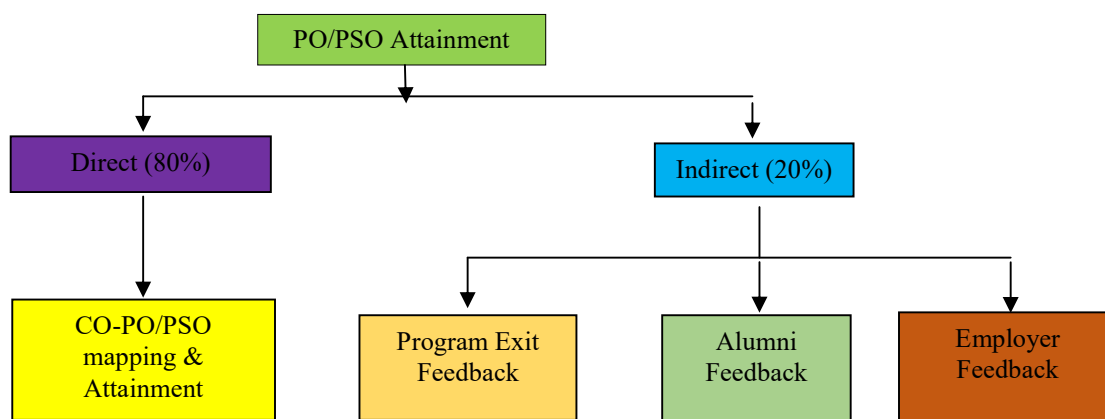 PO/PSO Attainment
Direct (80%)
Indirect (20%)
CO-PO/PSO
mapping &
Attainment
Program Exit
Feedback
Alumni
Feedback
Employer
Feedback